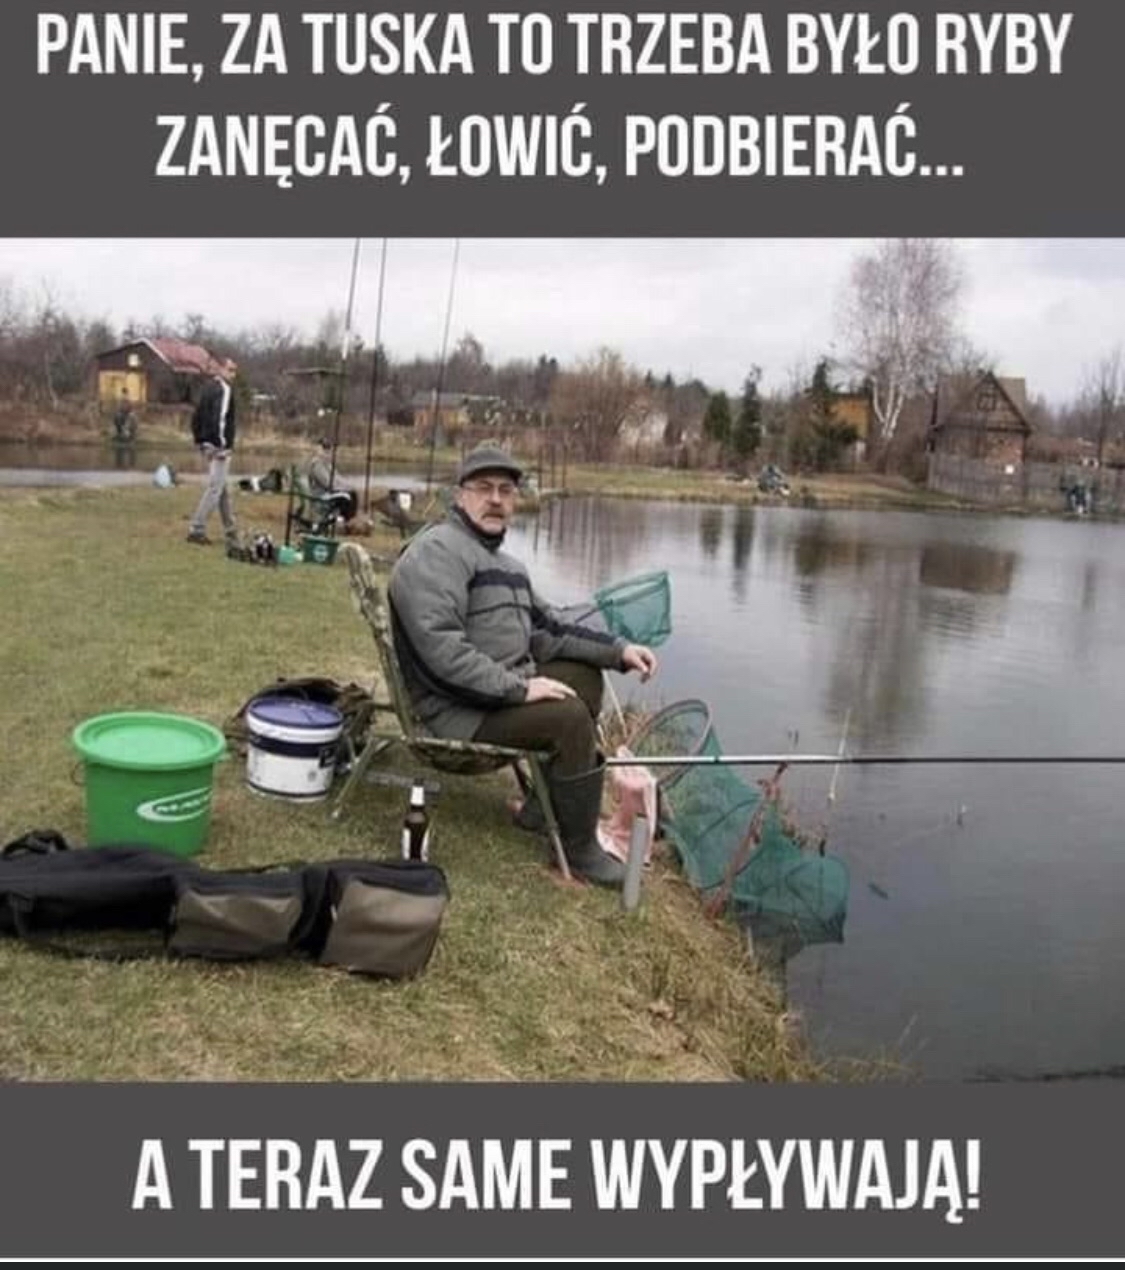 PANIE, ZA TUSKA TO TRZEBA BYŁO RYBY
ZANĘCAĆ, ŁOWIĆ, PODBIERAĆ...
A TERAZ SAME WYPŁYWAJĄ!